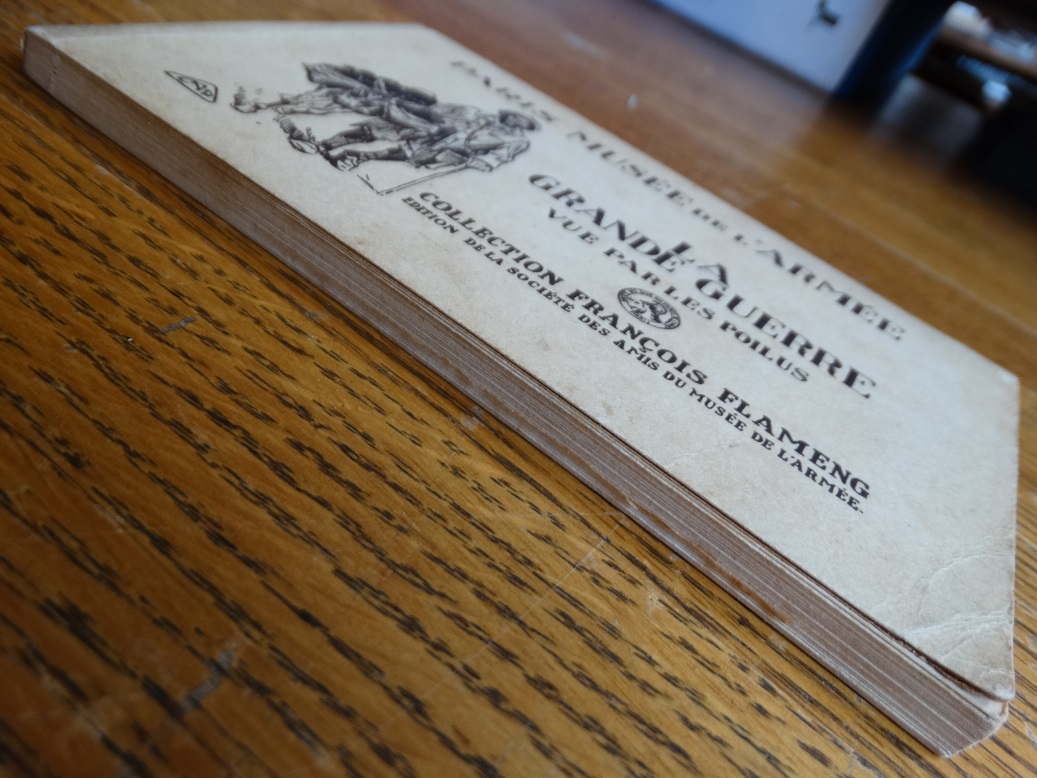 PARIS MUSÉE DE L'ARMÉE
LA
GRANDE GUERRE
VUE PAR LES POILUS
COLLECTION FRANÇOIS FLAMENG
EDITION DE LA SOCIÉTÉ DES AMIS DU MUSÉE DE L'ARMÉE.